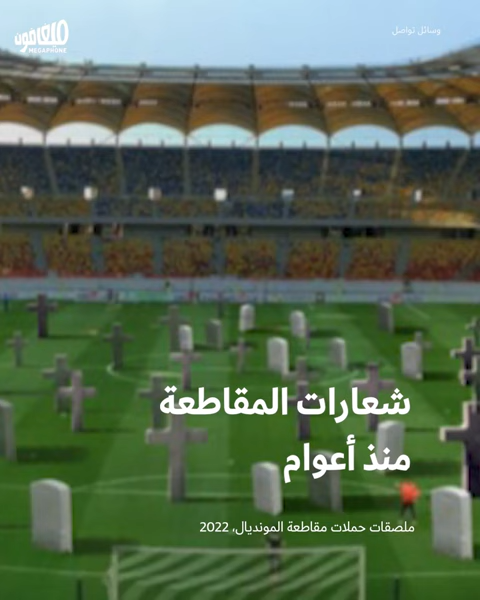 ميغافون
MEGAPHONE
وسائل تواصل
شعارات المقاطعة
منذ أعوام
ملصقات حملات مقاطعة المونديال، 2022